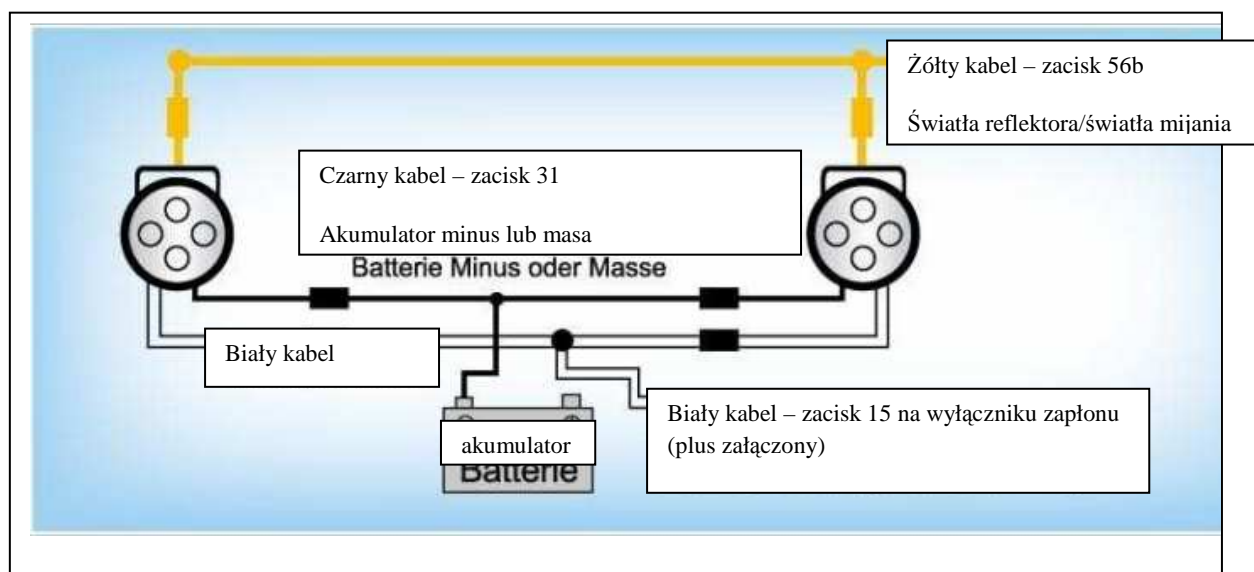 Żółty kabel – zacisk 56b
Światła reflektora/światła mijania
Czarny kabel – zacisk 31
Akumulator minus lub masa
Batterie Minus oder Masse
Biały kabel
Biały kabel – zacisk 15 na wyłączniku zapłonu
(plus załączony)
akumulator
Batterie